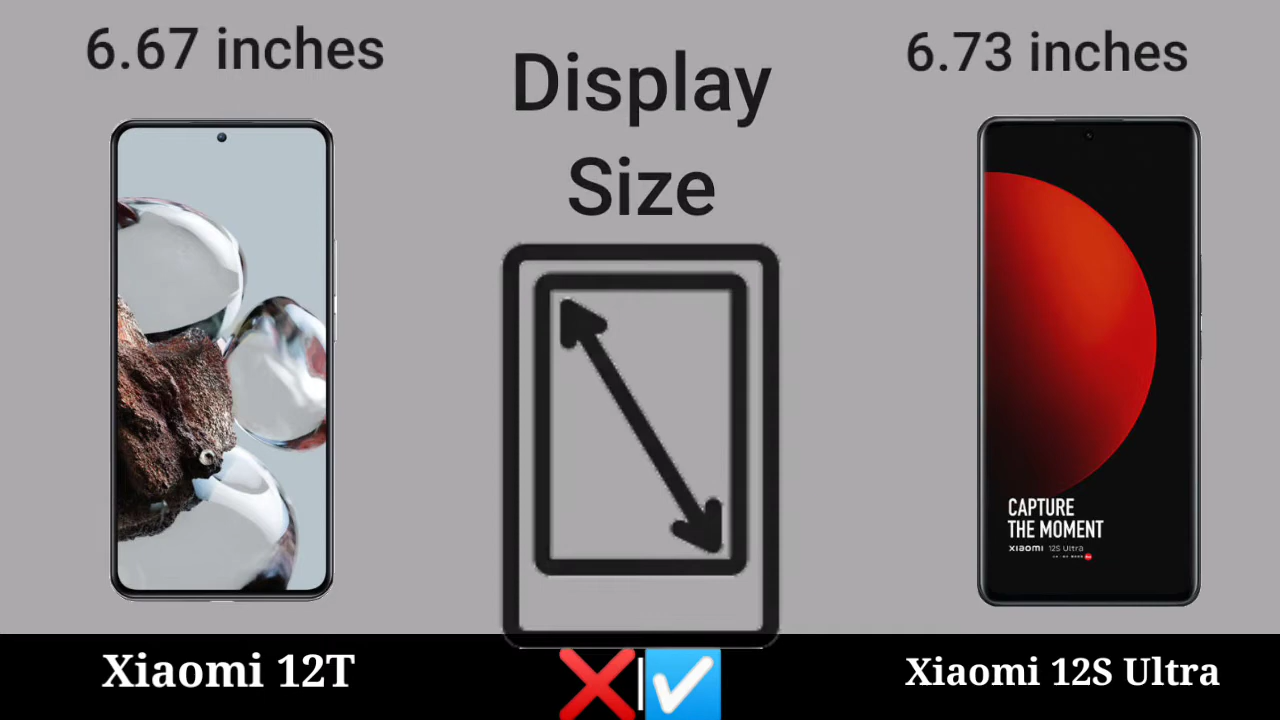 6.67 inches
Display
Size
6.73 inches
CAPTURE
THE MOMENT
xiaomi 12S Ultra
Xiaomi 12T
Xiaomi 12S Ultra